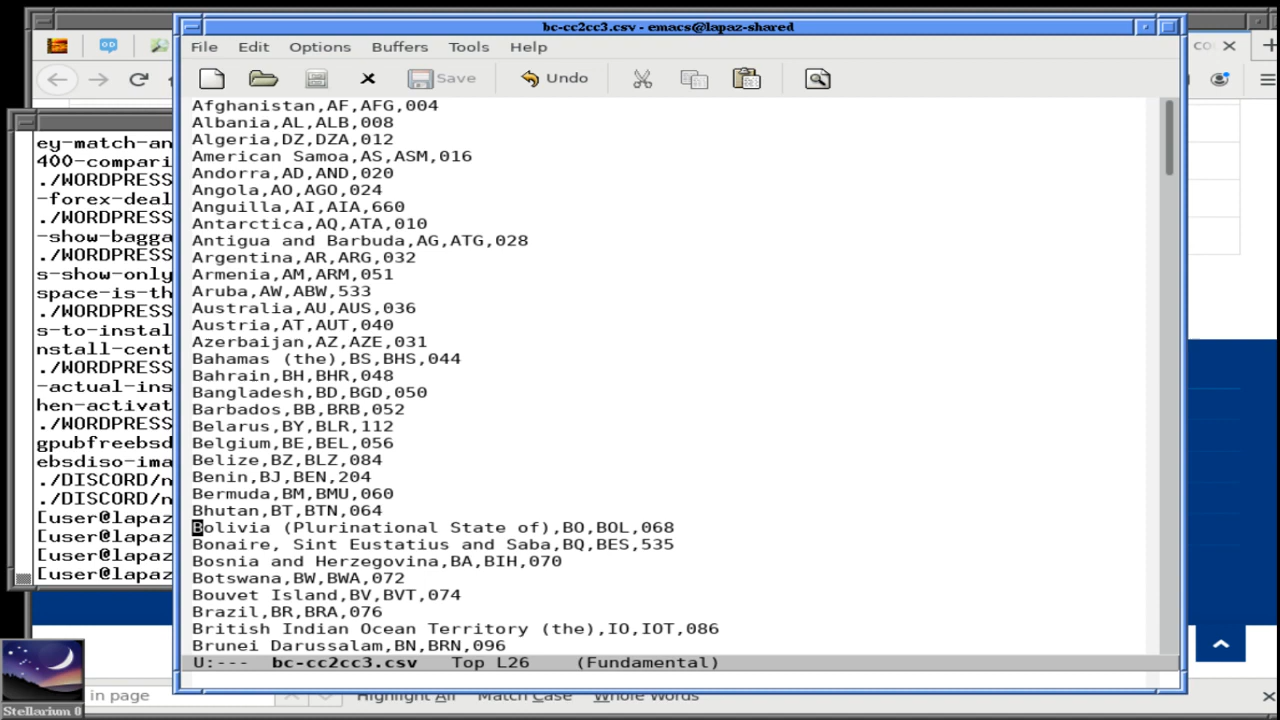 bc-cc2cc3.csv - emacs@lapaz-shared
File Edit Options Buffers Tools Help
Save Undo
Afghanistan,AF,AFG,004
Albania,AL,ALB,008
Algeria,DZ,DZA,012
American Samoa,AS,ASM,016
Andorra,AD,AND,020
Angola,AO,AGO,024
Anguilla,AI,AIA,660
Antarctica,AQ,ATA,010
Antigua and Barbuda,AG,ATG,028
Argentina,AR,ARG,032
Armenia,AM,ARM,051
Aruba,AW,ABW,533
Australia,AU,AUS,036
Austria,AT,AUT,040
Azerbaijan,AZ,AZE,031
Bahamas (the),BS,BHS,044
Bahrain,BH,BHR,048
Bangladesh,BD,BGD,050
Barbados,BB,BRB,052
Belarus,BY,BLR,112
Belgium,BE,BEL,056
Belize,BZ,BLZ,084
Benin,BJ,BEN,204
Bermuda,BM,BMU,060
Bhutan,BT,BTN,064
Bolivia (Plurinational State of),BO,BOL,068
Bonaire, Sint Eustatius and Saba,BQ,BES,535
Bosnia and Herzegovina,BA,BIH,070
Botswana,BW,BWA,072
Bouvet Island,BV,BVT,074
Brazil,BR,BRA,076
British Indian Ocean Territory (the),IO,IOT,086
Brunei Darussalam,BN,BRN,096
U:--- bc-cc2cc3.csv Top L26 (Fundamental)
ey-match-an
400-compari
./WORDPRESS
-forex-deal
./WORDPRESS
-show-bagga
./WORDPRESS
s-show-only
space-is-th
./WORDPRESS
s-to-instal
nstall-cent
./WORDPRESS
-actual-ins
hen-activat
./WORDPRESS
gpubfreebsd
ebsdiso-ima
./DISCORD/n
./DISCORD/n
[user@lapaz
[user@lapaz
[user@lapaz
[user@lapaz
in page Highlight All Match Case Whole Words
Stellarium 0